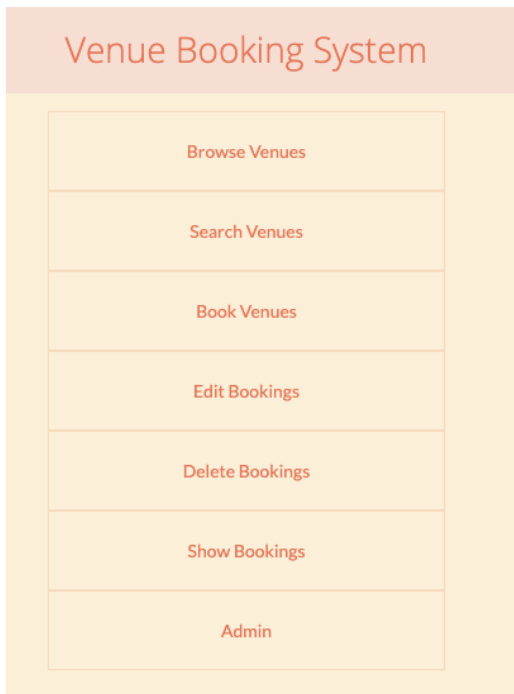 Venue Booking System
Browse Venues
Search Venues
Book Venues
Edit Bookings
Delete Bookings
Show Bookings
Admin